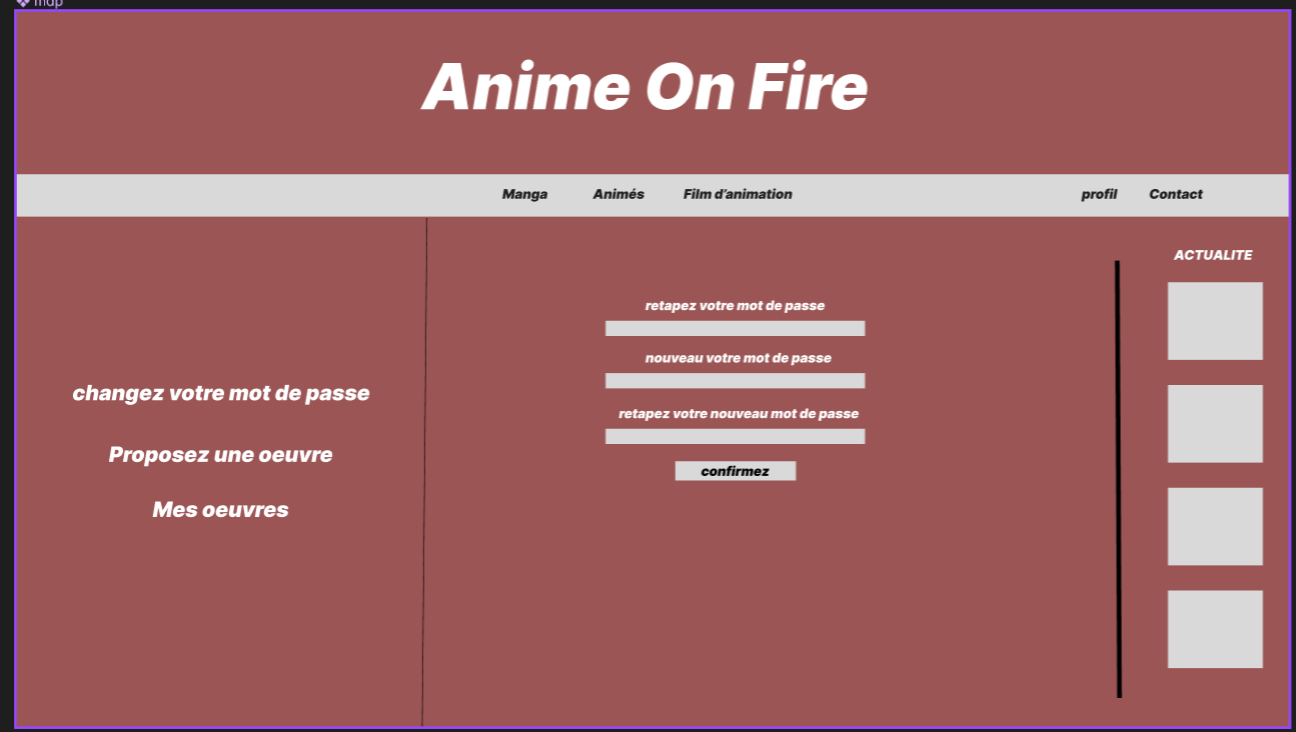 mdp
Anime On Fire
Manga Animés Film d'animation profil Contact
changez votre mot de passe
Proposez une oeuvre
Mes oeuvres
retapez votre mot de passe
nouveau votre mot de passe
retapez votre nouveau mot de passe
confirmez
ACTUALITE